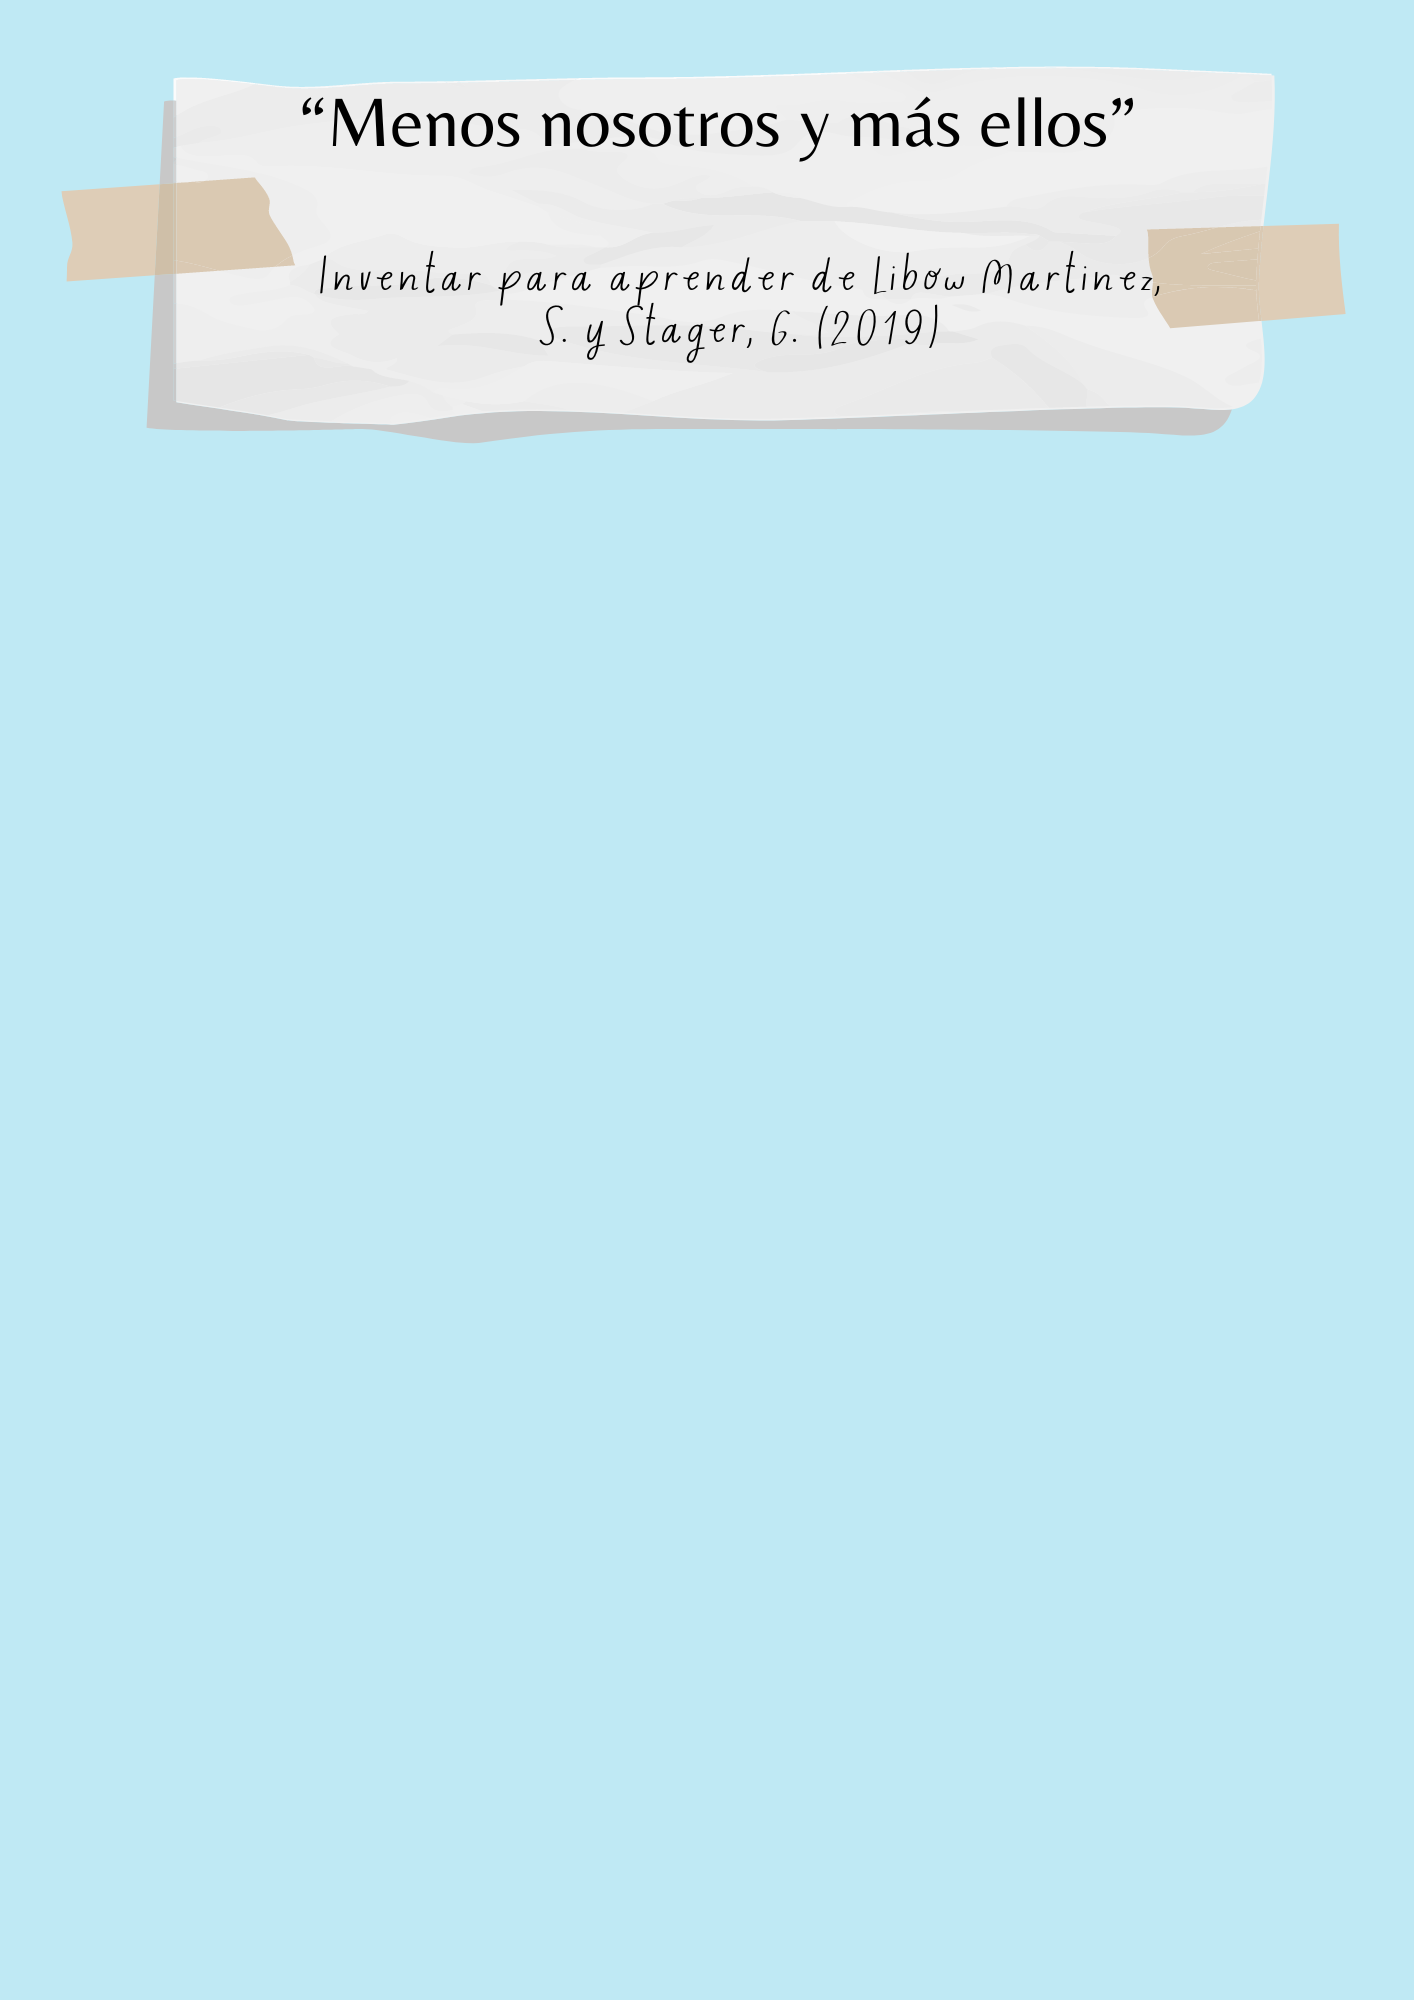 “Menos nosotros y más ellos”
Inventar para aprender de Libow Martinez,
S. y Stager, G. (2019)